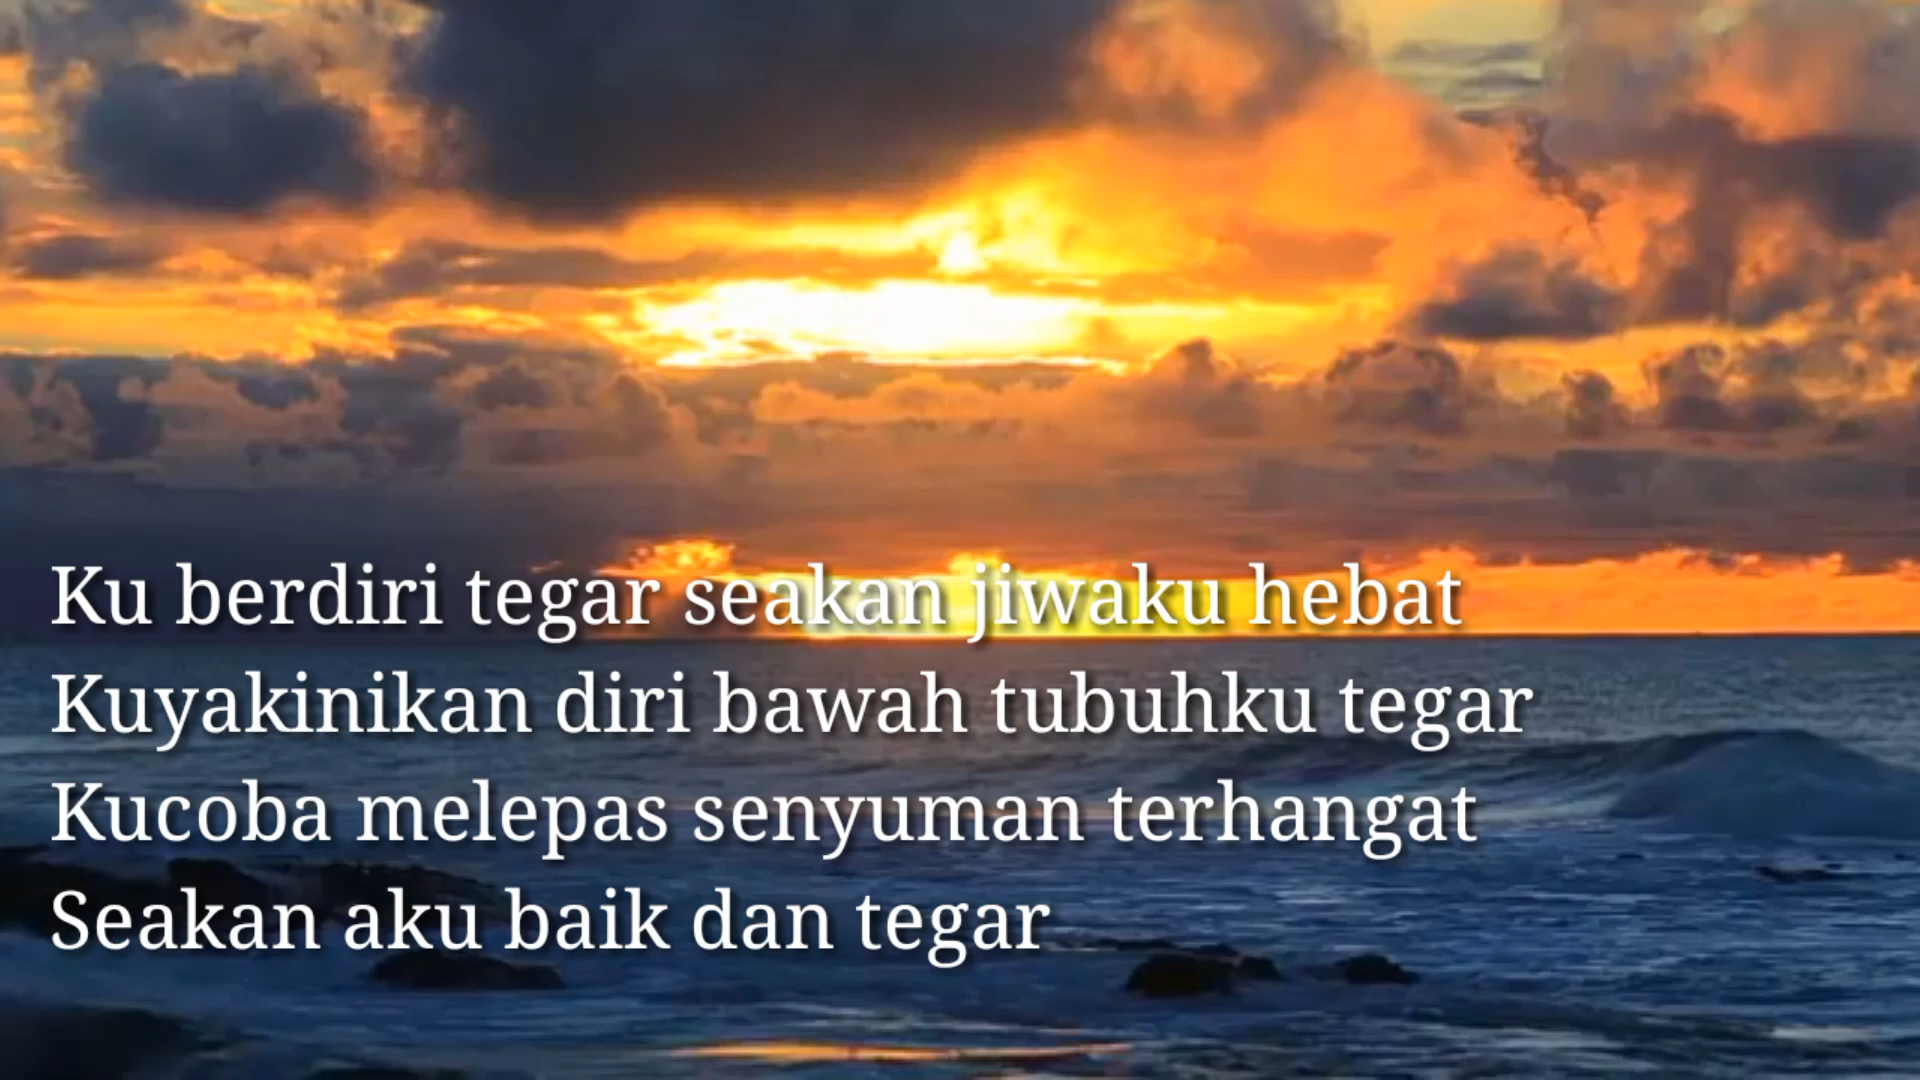 Ku berdiri tegar seakan jiwaku hebat
Kuyakinikan diri bawah tubuhku tegar
Kucoba melepas senyuman terhangat
Seakan aku baik dan tegar